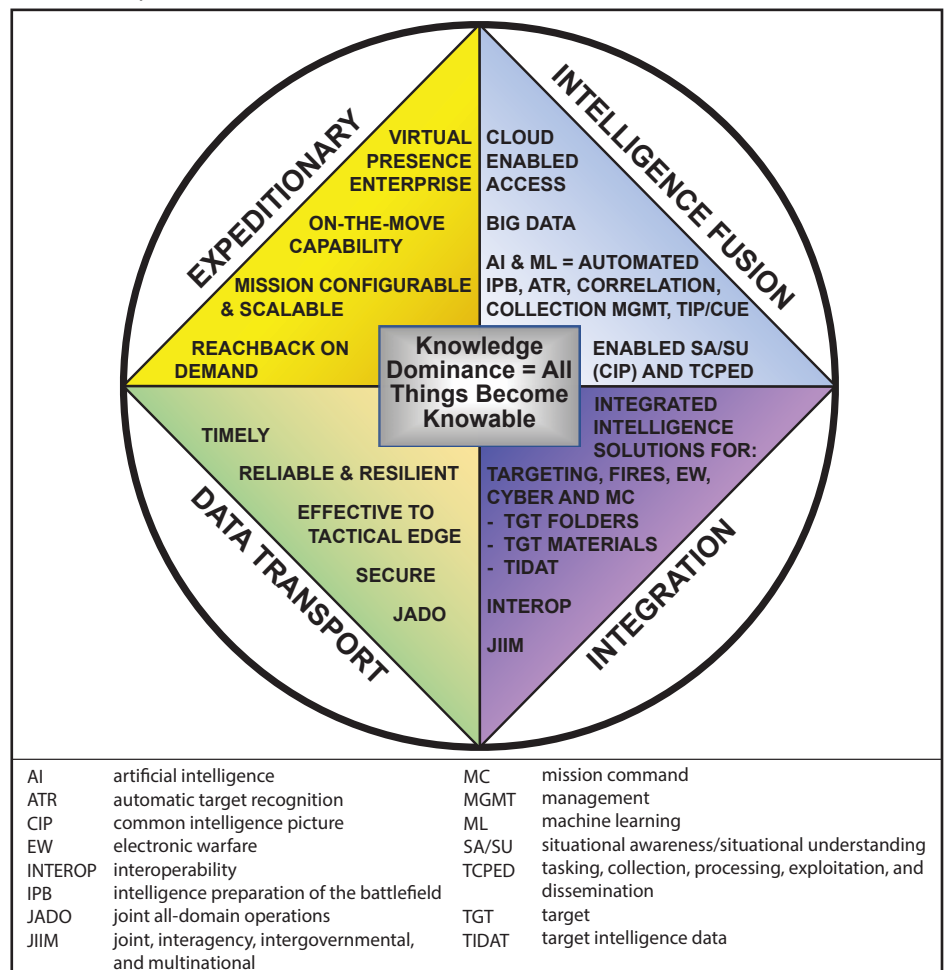 EXPEDITIONARY
VIRTUAL
PRESENCE
ENTERPRISE
ON-THE-MOVE
CAPABILITY
MISSION CONFIGURABLE
& SCALABLE
REACHBACK ON
DEMAND
INTELLIGENCE FUSION
CLOUD
ENABLED
ACCESS
BIG DATA
AI & ML = AUTOMATED
IPB, ATR, CORRELATION,
COLLECTION MGMT, TIP/CUE
ENABLED SA/SU
(CIP) AND TCPED
Knowledge
Dominance = All
Things Become
Knowable
DATA TRANSPORT
TIMELY
RELIABLE & RESILIENT
EFFECTIVE TO
TACTICAL EDGE
SECURE
JADO
INTEGRATION
INTEGRATED
INTELLIGENCE
SOLUTIONS FOR:
TARGETING, FIRES, EW,
CYBER AND MC
- TGT FOLDERS
- TGT MATERIALS
- TIDAT
INTEROP
JIIM
AI artificial intelligence
ATR automatic target recognition
CIP common intelligence picture
EW electronic warfare
INTEROP interoperability
IPB intelligence preparation of the battlefield
JADO joint all-domain operations
JIIM joint, interagency, intergovernmental,
and multinational
MC mission command
MGMT management
ML machine learning
SA/SU situational awareness/situational understanding
TCPED tasking, collection, processing, exploitation, and
dissemination
TGT target
TIDAT target intelligence data